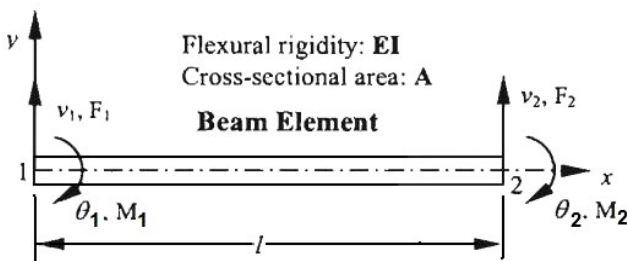 y
Flexural rigidity: EI
Cross-sectional area: A
v₁, F₁
Beam Element
v₂, F₂
1
2
x
θ₁. M₁
θ₂. M₂
l